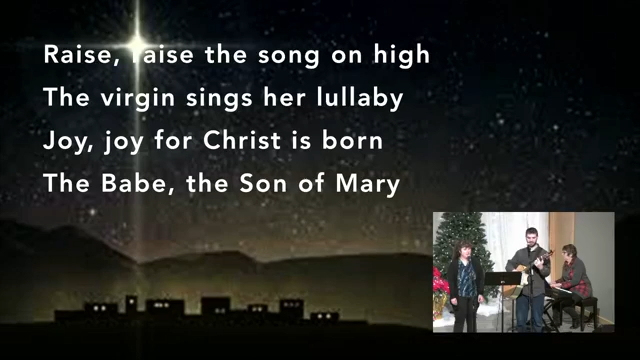 Raise, raise the song on high
The virgin sings her lullaby
Joy, joy for Christ is born
The Babe, the Son of Mary